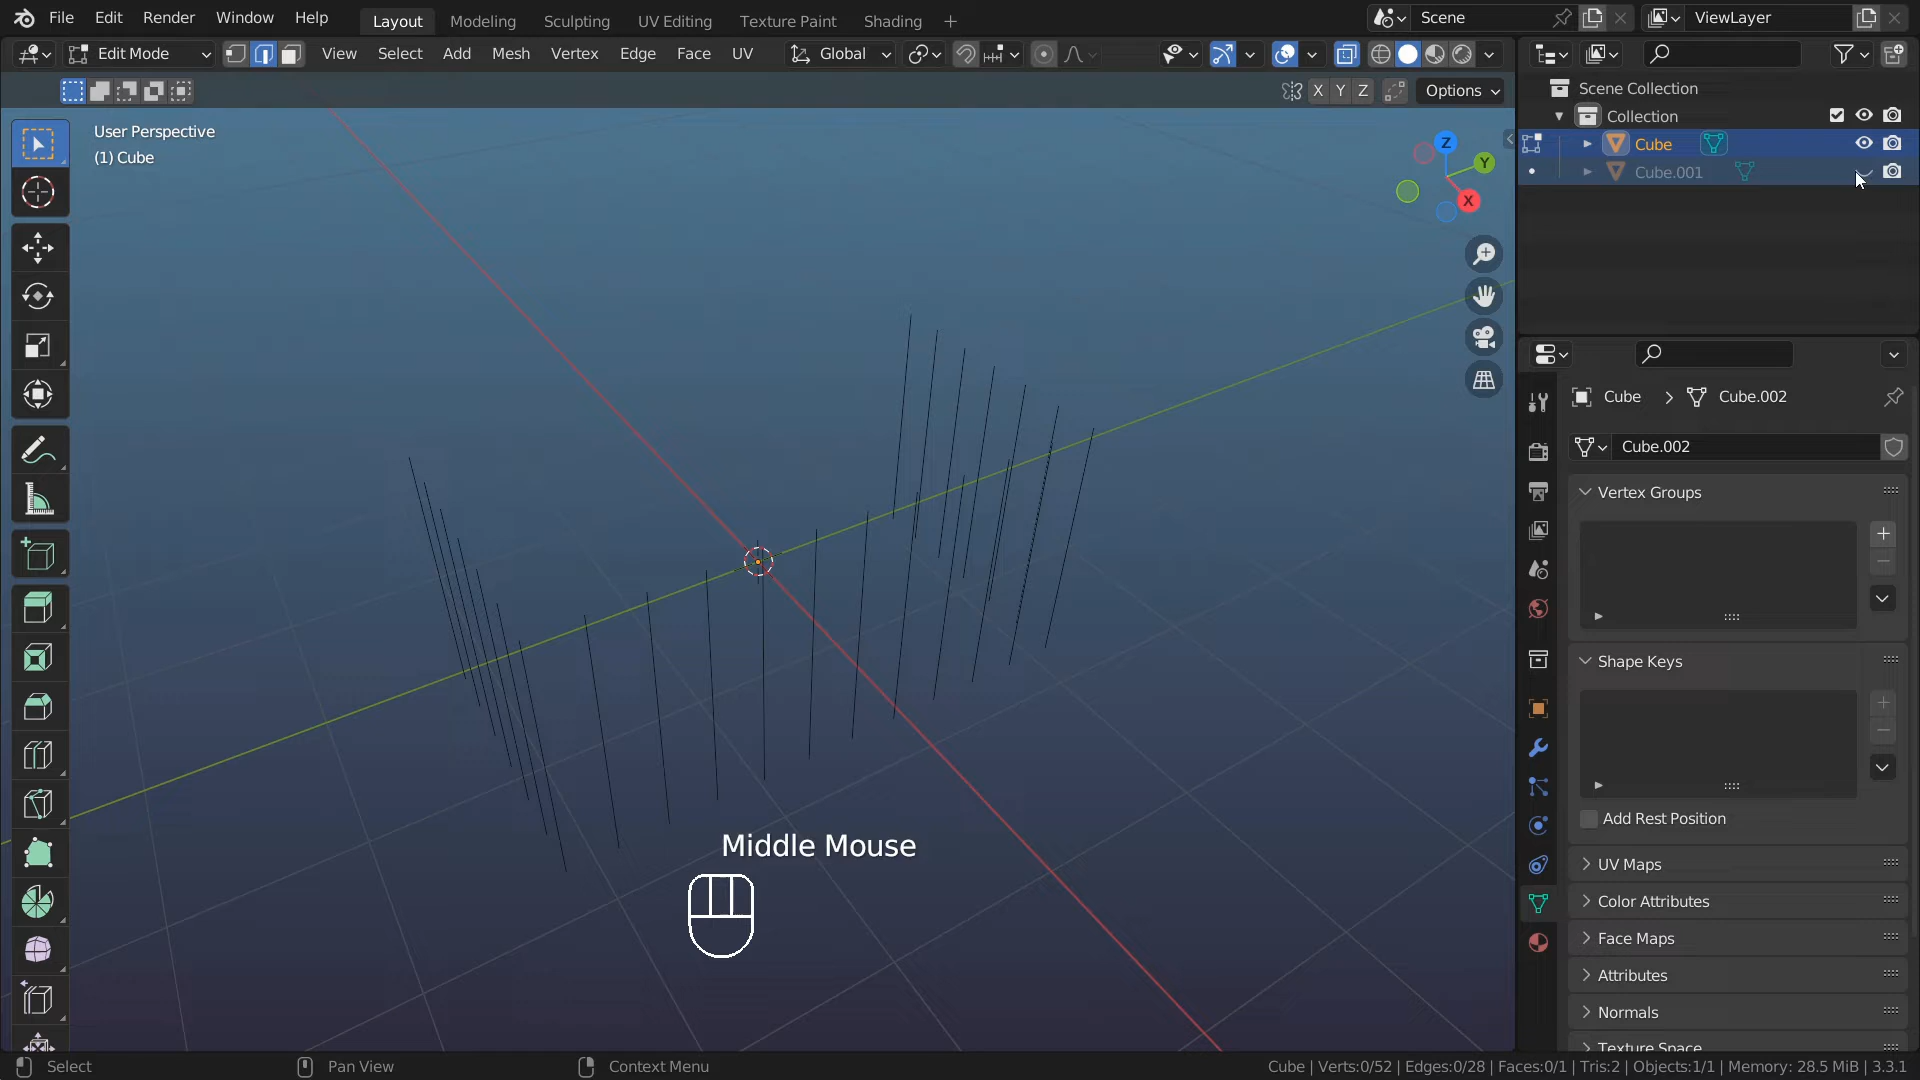 File Edit Render Window Help Layout Modeling Sculpting UV Editing Texture Paint Shading + Scene ViewLayer
Edit Mode View Select Add Mesh Vertex Edge Face UV Global
X Y Z Options
Scene Collection
Collection
Cube
Cube.001
User Perspective
(1) Cube
Z
Y
X
Cube > Cube.002
Cube.002
Vertex Groups
Shape Keys
Add Rest Position
UV Maps
Color Attributes
Face Maps
Attributes
Normals
Texture Space
Middle Mouse
Select Pan View Context Menu Cube | Verts:0/52 | Edges:0/28 | Faces:0/1 | Tris:2 | Objects:1/1 | Memory: 28.5 MiB | 3.3.1